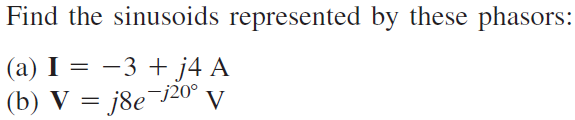 Find the sinusoids represented by these phasors:
(a) I = −3 + j4 A
(b) V = j8e^−j20° V